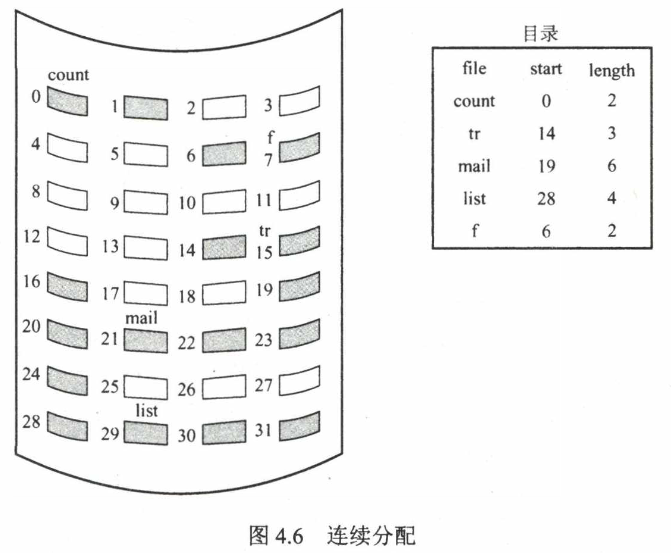 目录
file start length
count 0 2
tr 14 3
mail 19 6
list 28 4
f 6 2
count
0 1 2 3
f
4 5 6 7
8 9 10 11
tr
12 13 14 15
16 17 18 19
mail
20 21 22 23
24 25 26 27
list
28 29 30 31
图 4.6 连续分配